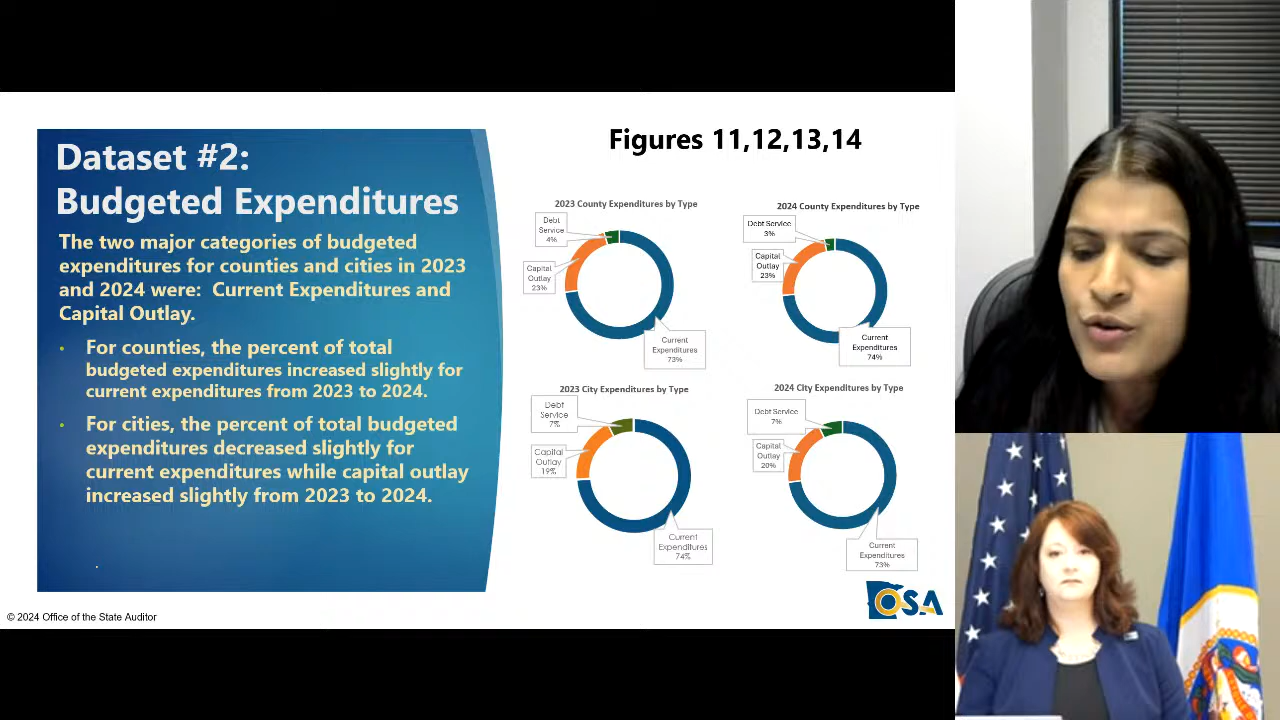 Dataset #2:
Budgeted Expenditures
The two major categories of budgeted
expenditures for counties and cities in 2023
and 2024 were: Current Expenditures and
Capital Outlay.
• For counties, the percent of total
budgeted expenditures increased slightly for
current expenditures from 2023 to 2024.
• For cities, the percent of total budgeted
expenditures decreased slightly for
current expenditures while capital outlay
increased slightly from 2023 to 2024.
© 2024 Office of the State Auditor
Figures 11,12,13,14
2023 County Expenditures by Type
Debt
Service
4%
Capital
Outlay
23%
Current
Expenditures
73%
2024 County Expenditures by Type
Debt Service
3%
Capital
Outlay
23%
Current
Expenditures
74%
2023 City Expenditures by Type
Debt
Service
7%
Capital
Outlay
19%
Current
Expenditures
74%
2024 City Expenditures by Type
Debt Service
7%
Capital
Outlay
20%
Current
Expenditures
73%
OSA